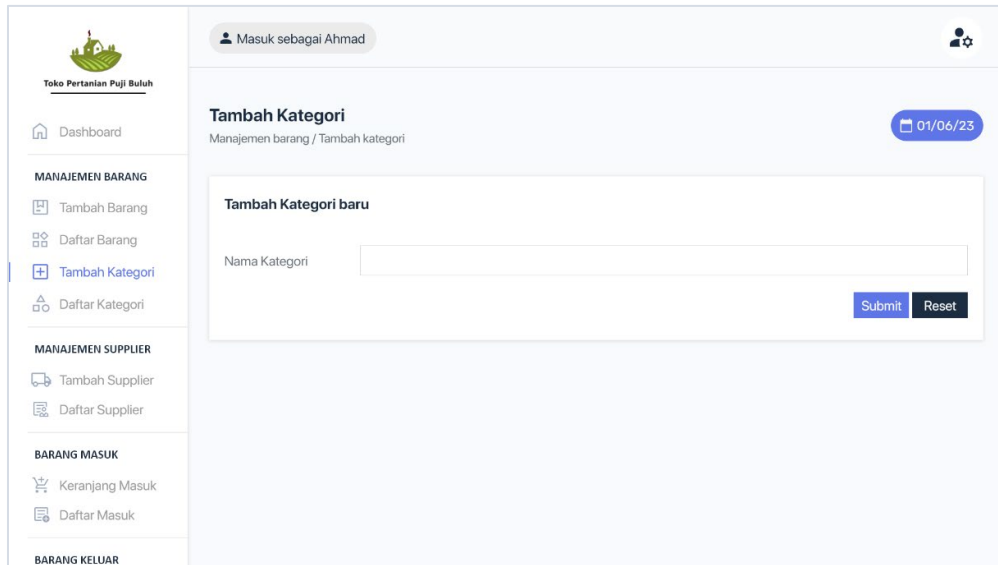 Toko Pertanian Puji Buluh
Dashboard
MANAJEMEN BARANG
Tambah Barang
Daftar Barang
Tambah Kategori
Daftar Kategori
MANAJEMEN SUPPLIER
Tambah Supplier
Daftar Supplier
BARANG MASUK
Keranjang Masuk
Daftar Masuk
BARANG KELUAR
Masuk sebagai Ahmad
Tambah Kategori
Manajemen barang / Tambah kategori
01/06/23
Tambah Kategori baru
Nama Kategori
Submit Reset